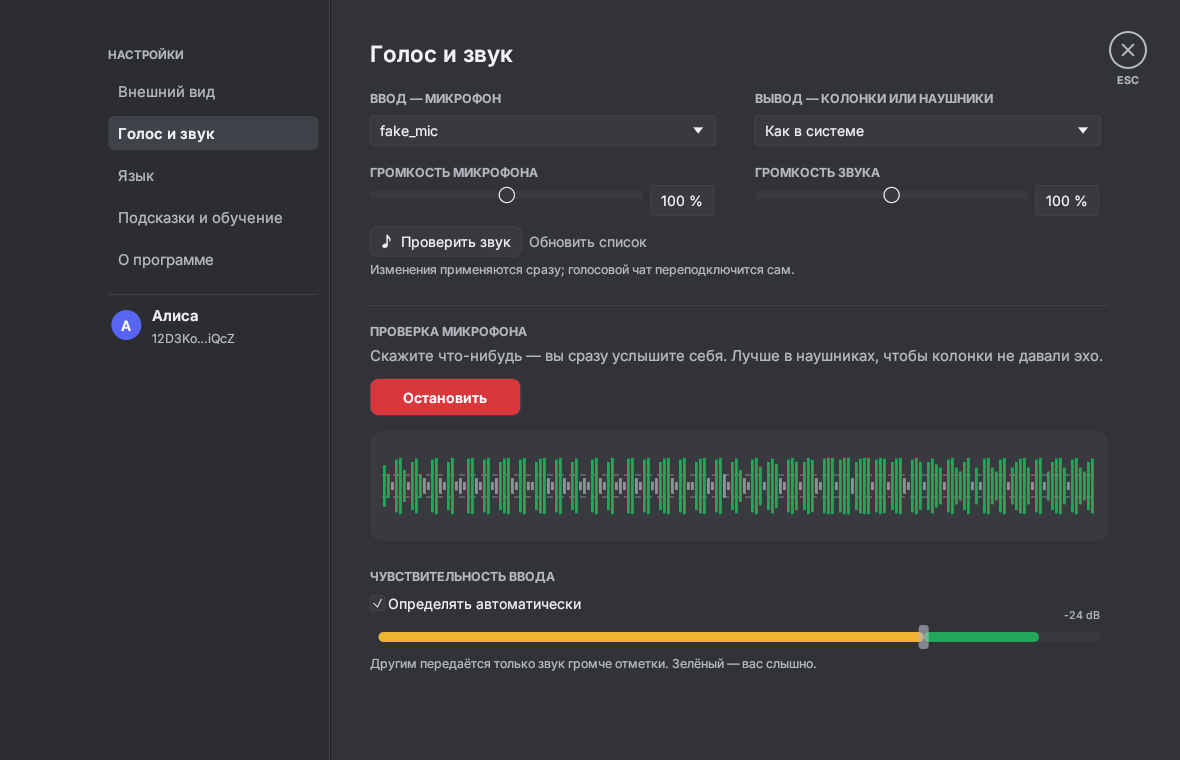 НАСТРОЙКИ
Внешний вид
Голос и звук
Язык
Подсказки и обучение
О программе
А
Алиса
12D3Ko…iQcZ
Голос и звук
ESC
ВВОД — МИКРОФОН
ВЫВОД — КОЛОНКИ ИЛИ НАУШНИКИ
fake_mic
Как в системе
ГРОМКОСТЬ МИКРОФОНА
ГРОМКОСТЬ ЗВУКА
100 %
100 %
Проверить звук
Обновить список
Изменения применяются сразу; голосовой чат переподключится сам.
ПРОВЕРКА МИКРОФОНА
Скажите что-нибудь — вы сразу услышите себя. Лучше в наушниках, чтобы колонки не давали эхо.
Остановить
ЧУВСТВИТЕЛЬНОСТЬ ВВОДА
Определять автоматически
-24 dB
Другим передаётся только звук громче отметки. Зелёный — вас слышно.